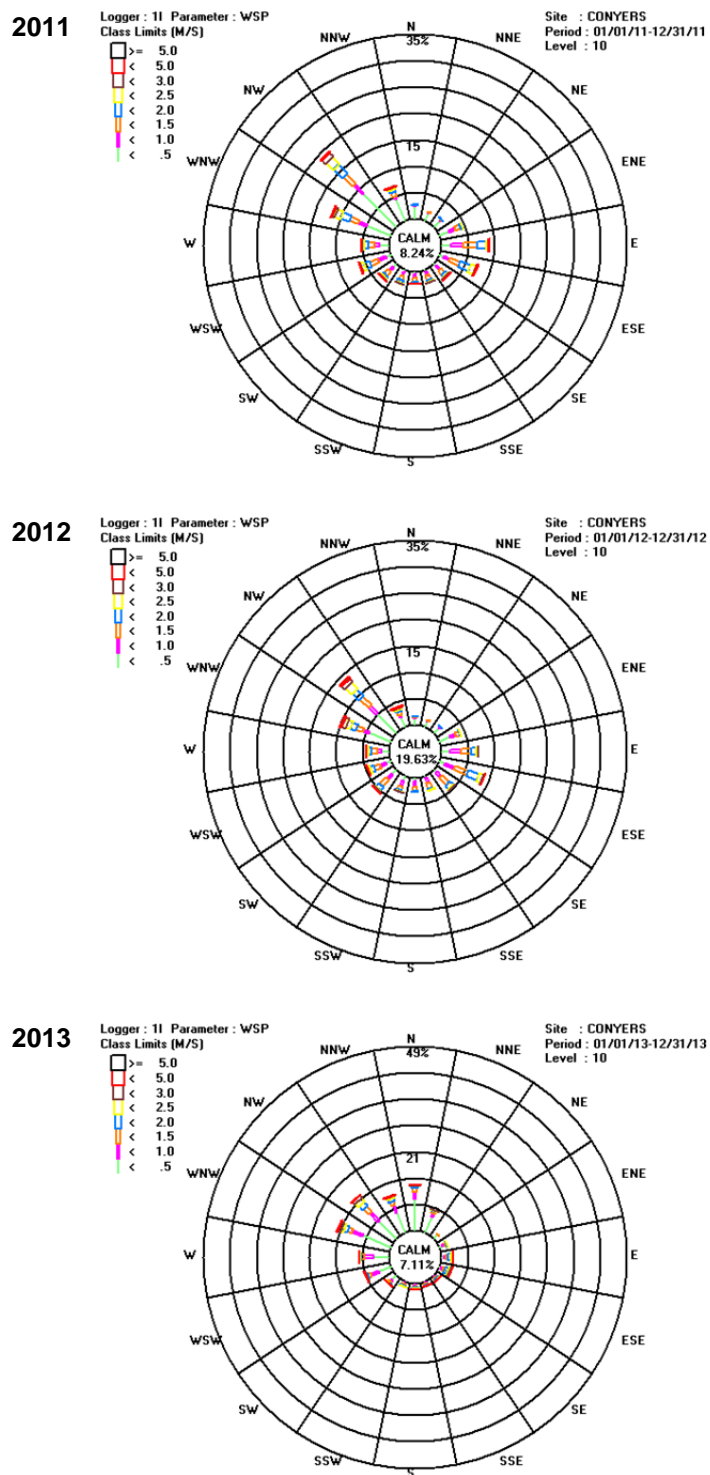 2011
Logger : 1l Parameter : WSP
Class Limits (M/S)
>= 5.0
< 5.0
< 3.0
< 2.5
< 2.0
< 1.5
< 1.0
< .5
Site : CONYERS
Period : 01/01/11-12/31/11
Level : 10
N
35%
NNE
NE
ENE
E
ESE
SE
SSE
S
SSW
SW
WSW
W
WNW
NW
NNW
15
CALM
8.24%
2012
Logger : 1l Parameter : WSP
Class Limits (M/S)
>= 5.0
< 5.0
< 3.0
< 2.5
< 2.0
< 1.5
< 1.0
< .5
Site : CONYERS
Period : 01/01/12-12/31/12
Level : 10
N
35%
NNE
NE
ENE
E
ESE
SE
SSE
S
SSW
SW
WSW
W
WNW
NW
NNW
15
CALM
19.63%
2013
Logger : 1l Parameter : WSP
Class Limits (M/S)
>= 5.0
< 5.0
< 3.0
< 2.5
< 2.0
< 1.5
< 1.0
< .5
Site : CONYERS
Period : 01/01/13-12/31/13
Level : 10
N
49%
NNE
NE
ENE
E
ESE
SE
SSE
S
SSW
SW
WSW
W
WNW
NW
NNW
21
CALM
7.11%